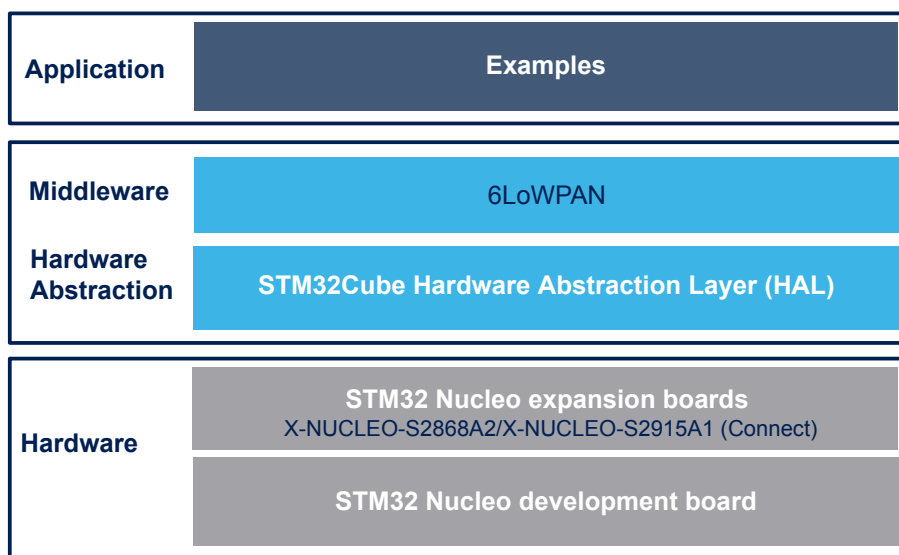 Application
Examples
Middleware
6LoWPAN
Hardware
Abstraction
STM32Cube Hardware Abstraction Layer (HAL)
Hardware
STM32 Nucleo expansion boards
X-NUCLEO-S2868A2/X-NUCLEO-S2915A1 (Connect)
STM32 Nucleo development board